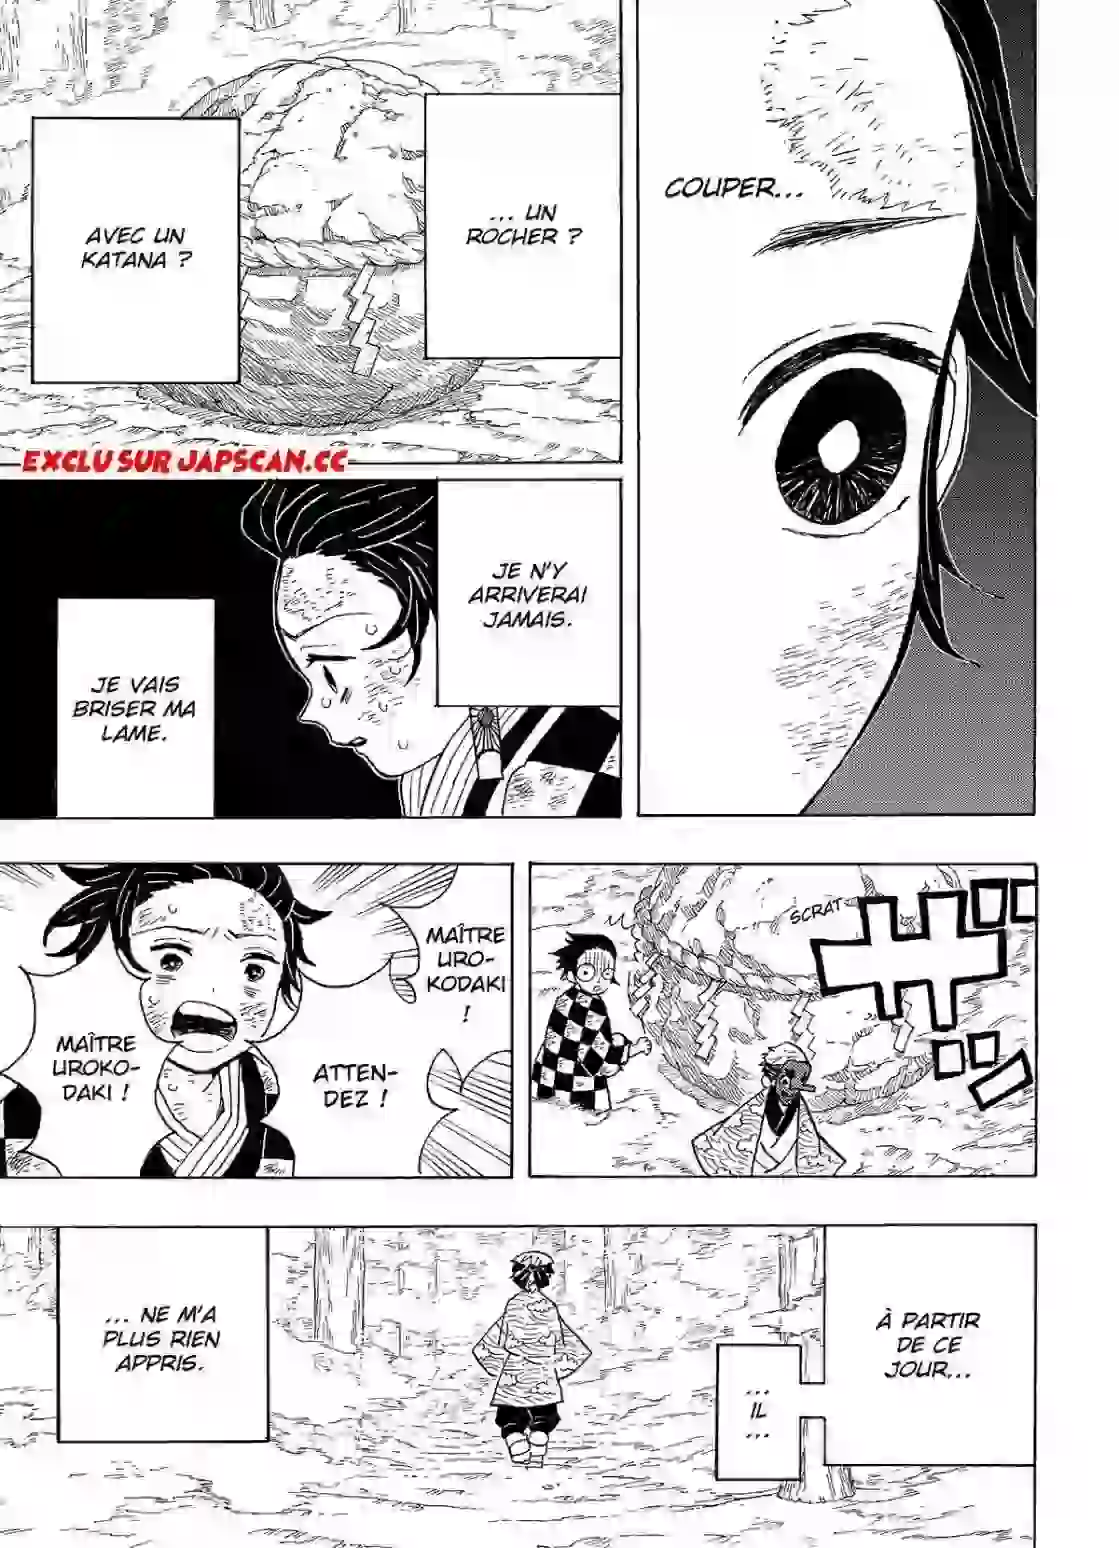 COUPER...
... UN
ROCHER ?
AVEC UN
KATANA ?
EXCLU SUR JAPSCAN.CC
JE N'Y
ARRIVERAI
JAMAIS.
JE VAIS
BRISER MA
LAME.
SCRAT
MAÎTRE
URO-
KODAKI
!
ATTEN-
DEZ !
MAÎTRE
UROKO-
DAKI !
À PARTIR
DE CE
JOUR...
...
IL
...
... NE M'A
PLUS RIEN
APPRIS.